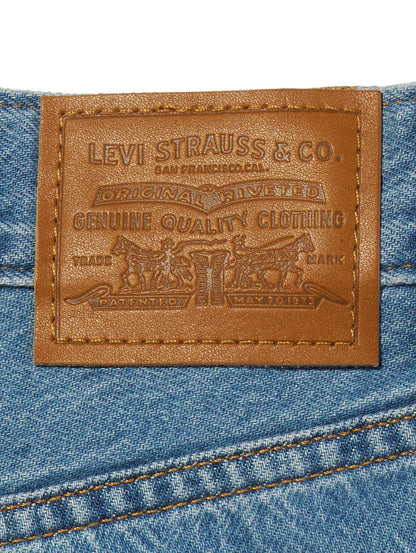 LEVI STRAUSS & CO.
SAN FRANCISCO, CAL.
ORIGINAL RIVETED
GENUINE QUALITY CLOTHING
TRADE MARK
PATENTED MAY 20 1873